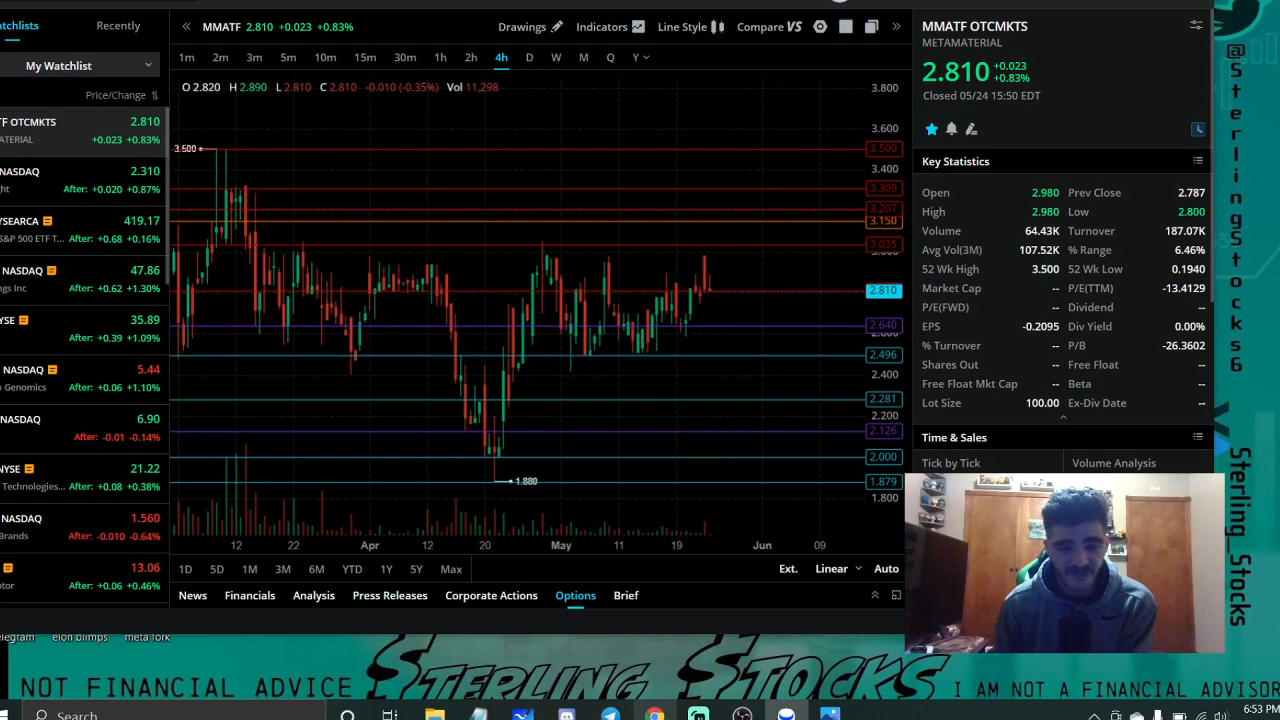 atchlists
Recently
My Watchlist
Price/Change
TF OTCMKTS 2.810
ATERIAL +0.023 +0.83%
NASDAQ 2.310
ght After: +0.020 +0.87%
YSEARCA 419.17
&P 500 ETF T... After: +0.68 +0.16%
NASDAQ 47.86
ngs Inc After: +0.62 +1.30%
YSE 35.89
After: +0.39 +1.09%
NASDAQ 5.44
o Genomics After: +0.06 +1.10%
NASDAQ 6.90
After: -0.01 -0.14%
NYSE 21.22
Technologies... After: +0.08 +0.38%
NASDAQ 1.560
Brands After: -0.010 -0.64%
13.06
otor After: +0.06 +0.46%
MMATF 2.810 +0.023 +0.83%
Drawings Indicators Line Style Compare VS
1m 2m 3m 5m 10m 15m 30m 1h 2h 4h D W M Q Y
O 2.820 H 2.890 L 2.810 C 2.810 -0.010 (-0.35%) Vol 11,298
3.800
3.600
3.500
3.500
3.400
3.309
3.207
3.150
3.035
3.000
2.810
2.640
2.600
2.496
2.400
2.281
2.200
2.126
2.000
1.880
1.879
1.800
12 22 Apr 12 20 May 11 19 Jun 09
1D 5D 1M 3M 6M YTD 1Y 5Y Max
Ext. Linear Auto
News Financials Analysis Press Releases Corporate Actions Options Brief
MMATF OTCMKTS
METAMATERIAL
2.810 +0.023
+0.83%
Closed 05/24 15:50 EDT
Key Statistics
Open 2.980 Prev Close 2.787
High 2.980 Low 2.800
Volume 64.43K Turnover 187.07K
Avg Vol(3M) 107.52K % Range 6.46%
52 Wk High 3.500 52 Wk Low 0.1940
Market Cap -- P/E(TTM) -13.4129
P/E(FWD) -- Dividend --
EPS -0.2095 Div Yield 0.00%
% Turnover -- P/B -26.3602
Shares Out -- Free Float --
Free Float Mkt Cap -- Beta --
Lot Size 100.00 Ex-Div Date --
Time & Sales
Tick by Tick Volume Analysis
@SterlingStocks6
Sterling_Stocks
elegram elon blimps meta fork
NOT FINANCIAL ADVICE
STERLING STOCKS
I AM NOT A FINANCIAL ADVISOR
Search
6:53 PM